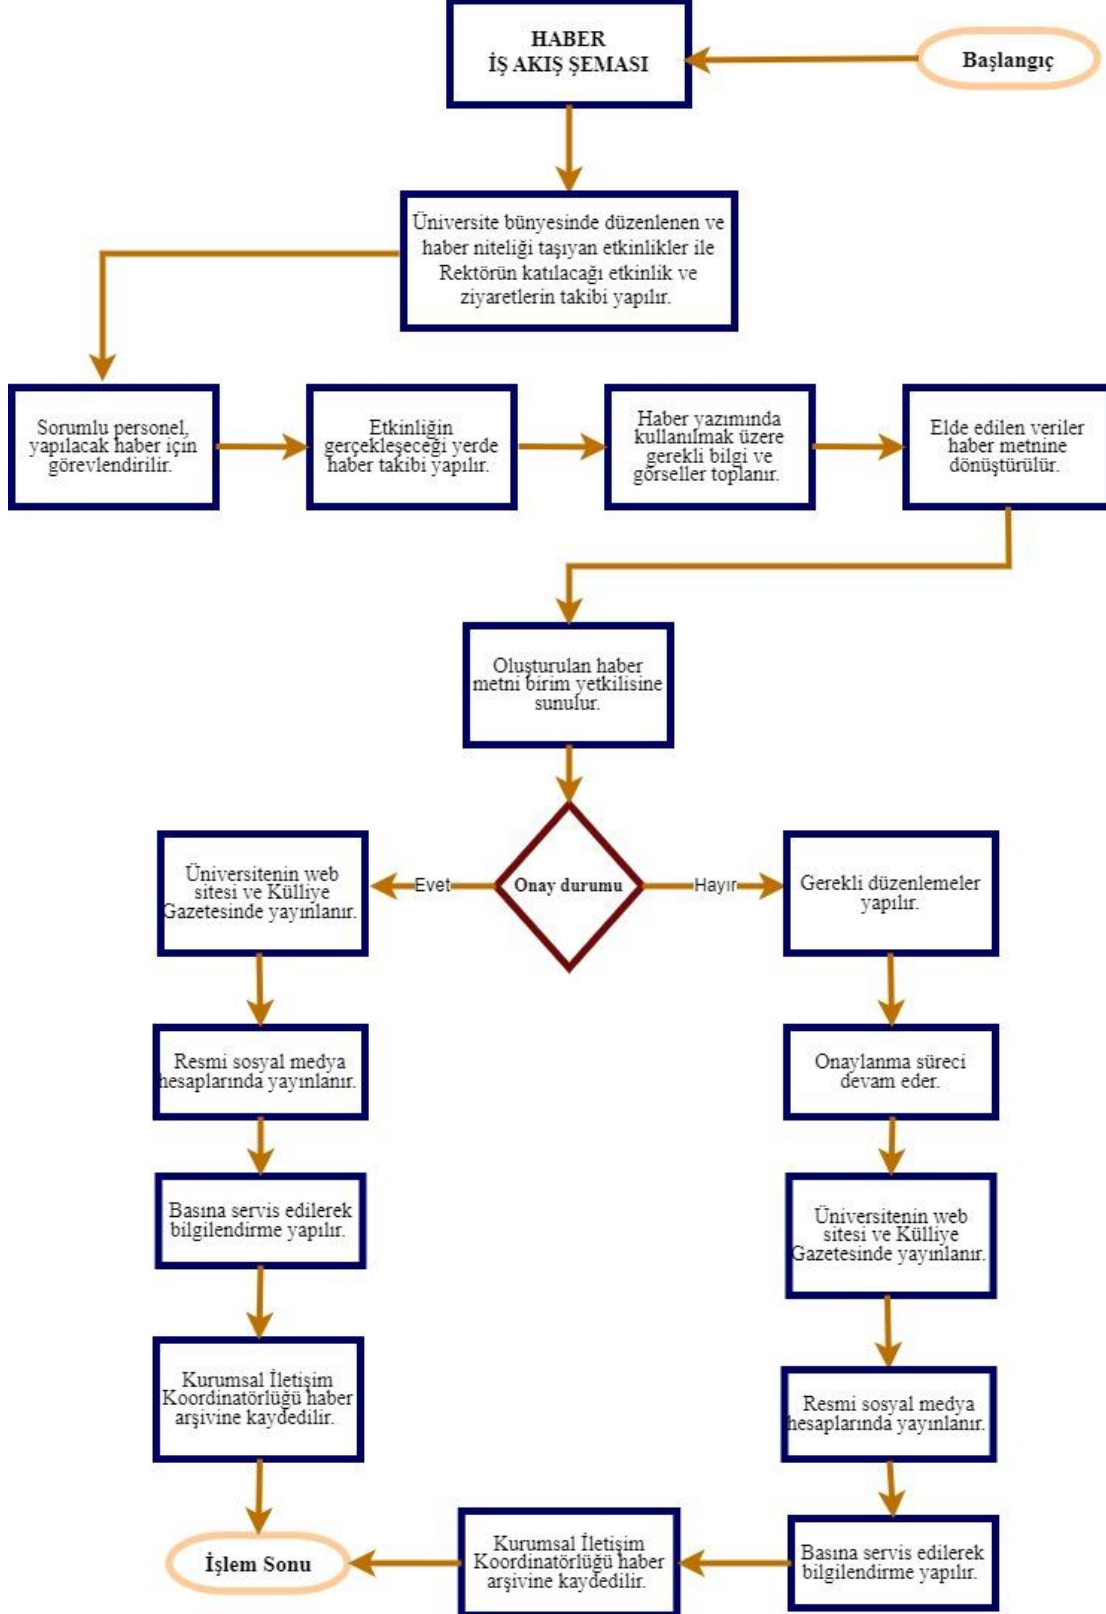 HABER
İŞ AKIŞ ŞEMASI
Başlangıç
Üniversite bünyesinde düzenlenen ve
haber niteliği taşıyan etkinlikler ile
Rektörün katılacağı etkinlik ve
ziyaretlerin takibi yapılır.
Sorumlu personel,
yapılacak haber için
görevlendirilir.
Etkinliğin
gerçekleşeceği yerde
haber takibi yapılır.
Haber yazımında
kullanılmak üzere
gerekli bilgi ve
görseller toplanır.
Elde edilen veriler
haber metnine
dönüştürülür.
Oluşturulan haber
metni birim yetkilisine
sunulur.
Onay durumu
Evet
Üniversitenin web
sitesi ve Külliye
Gazetesinde yayınlanır.
Resmi sosyal medya
hesaplarında yayınlanır.
Basına servis edilerek
bilgilendirme yapılır.
Kurumsal İletişim
Koordinatörlüğü haber
arşivine kaydedilir.
Hayır
Gerekli düzenlemeler
yapılır.
Onaylanma süreci
devam eder.
Üniversitenin web
sitesi ve Külliye
Gazetesinde yayınlanır.
Resmi sosyal medya
hesaplarında yayınlanır.
Basına servis edilerek
bilgilendirme yapılır.
Kurumsal İletişim
Koordinatörlüğü haber
arşivine kaydedilir.
İşlem Sonu